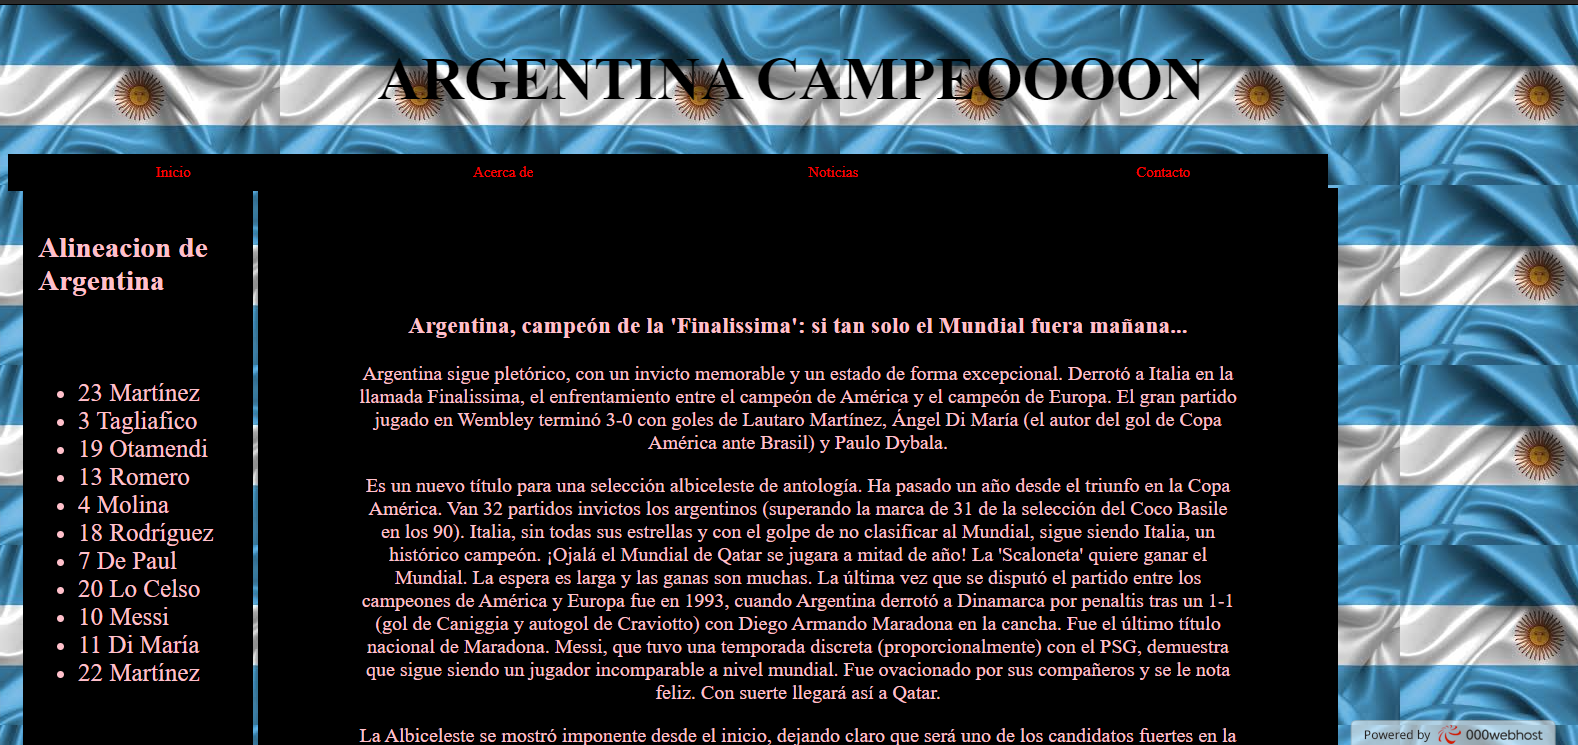 ARGENTINA CAMPEOOOON
Inicio
Acerca de
Noticias
Contacto
Alineacion de
Argentina
23 Martínez
3 Tagliafico
19 Otamendi
13 Romero
4 Molina
18 Rodríguez
7 De Paul
20 Lo Celso
10 Messi
11 Di María
22 Martínez
Argentina, campeón de la 'Finalissima': si tan solo el Mundial fuera mañana...
Argentina sigue pletórico, con un invicto memorable y un estado de forma excepcional. Derrotó a Italia en la
llamada Finalissima, el enfrentamiento entre el campeón de América y el campeón de Europa. El gran partido
jugado en Wembley terminó 3-0 con goles de Lautaro Martínez, Ángel Di María (el autor del gol de Copa
América ante Brasil) y Paulo Dybala.
Es un nuevo título para una selección albiceleste de antología. Ha pasado un año desde el triunfo en la Copa
América. Van 32 partidos invictos los argentinos (superando la marca de 31 de la selección del Coco Basile
en los 90). Italia, sin todas sus estrellas y con el golpe de no clasificar al Mundial, sigue siendo Italia, un
histórico campeón. ¡Ojalá el Mundial de Qatar se jugara a mitad de año! La 'Scaloneta' quiere ganar el
Mundial. La espera es larga y las ganas son muchas. La última vez que se disputó el partido entre los
campeones de América y Europa fue en 1993, cuando Argentina derrotó a Dinamarca por penaltis tras un 1-1
(gol de Caniggia y autogol de Craviotto) con Diego Armando Maradona en la cancha. Fue el último título
nacional de Maradona. Messi, que tuvo una temporada discreta (proporcionalmente) con el PSG, demuestra
que sigue siendo un jugador incomparable a nivel mundial. Fue ovacionado por sus compañeros y se le nota
feliz. Con suerte llegará así a Qatar.
La Albiceleste se mostró imponente desde el inicio, dejando claro que será uno de los candidatos fuertes en la
Powered by 000webhost